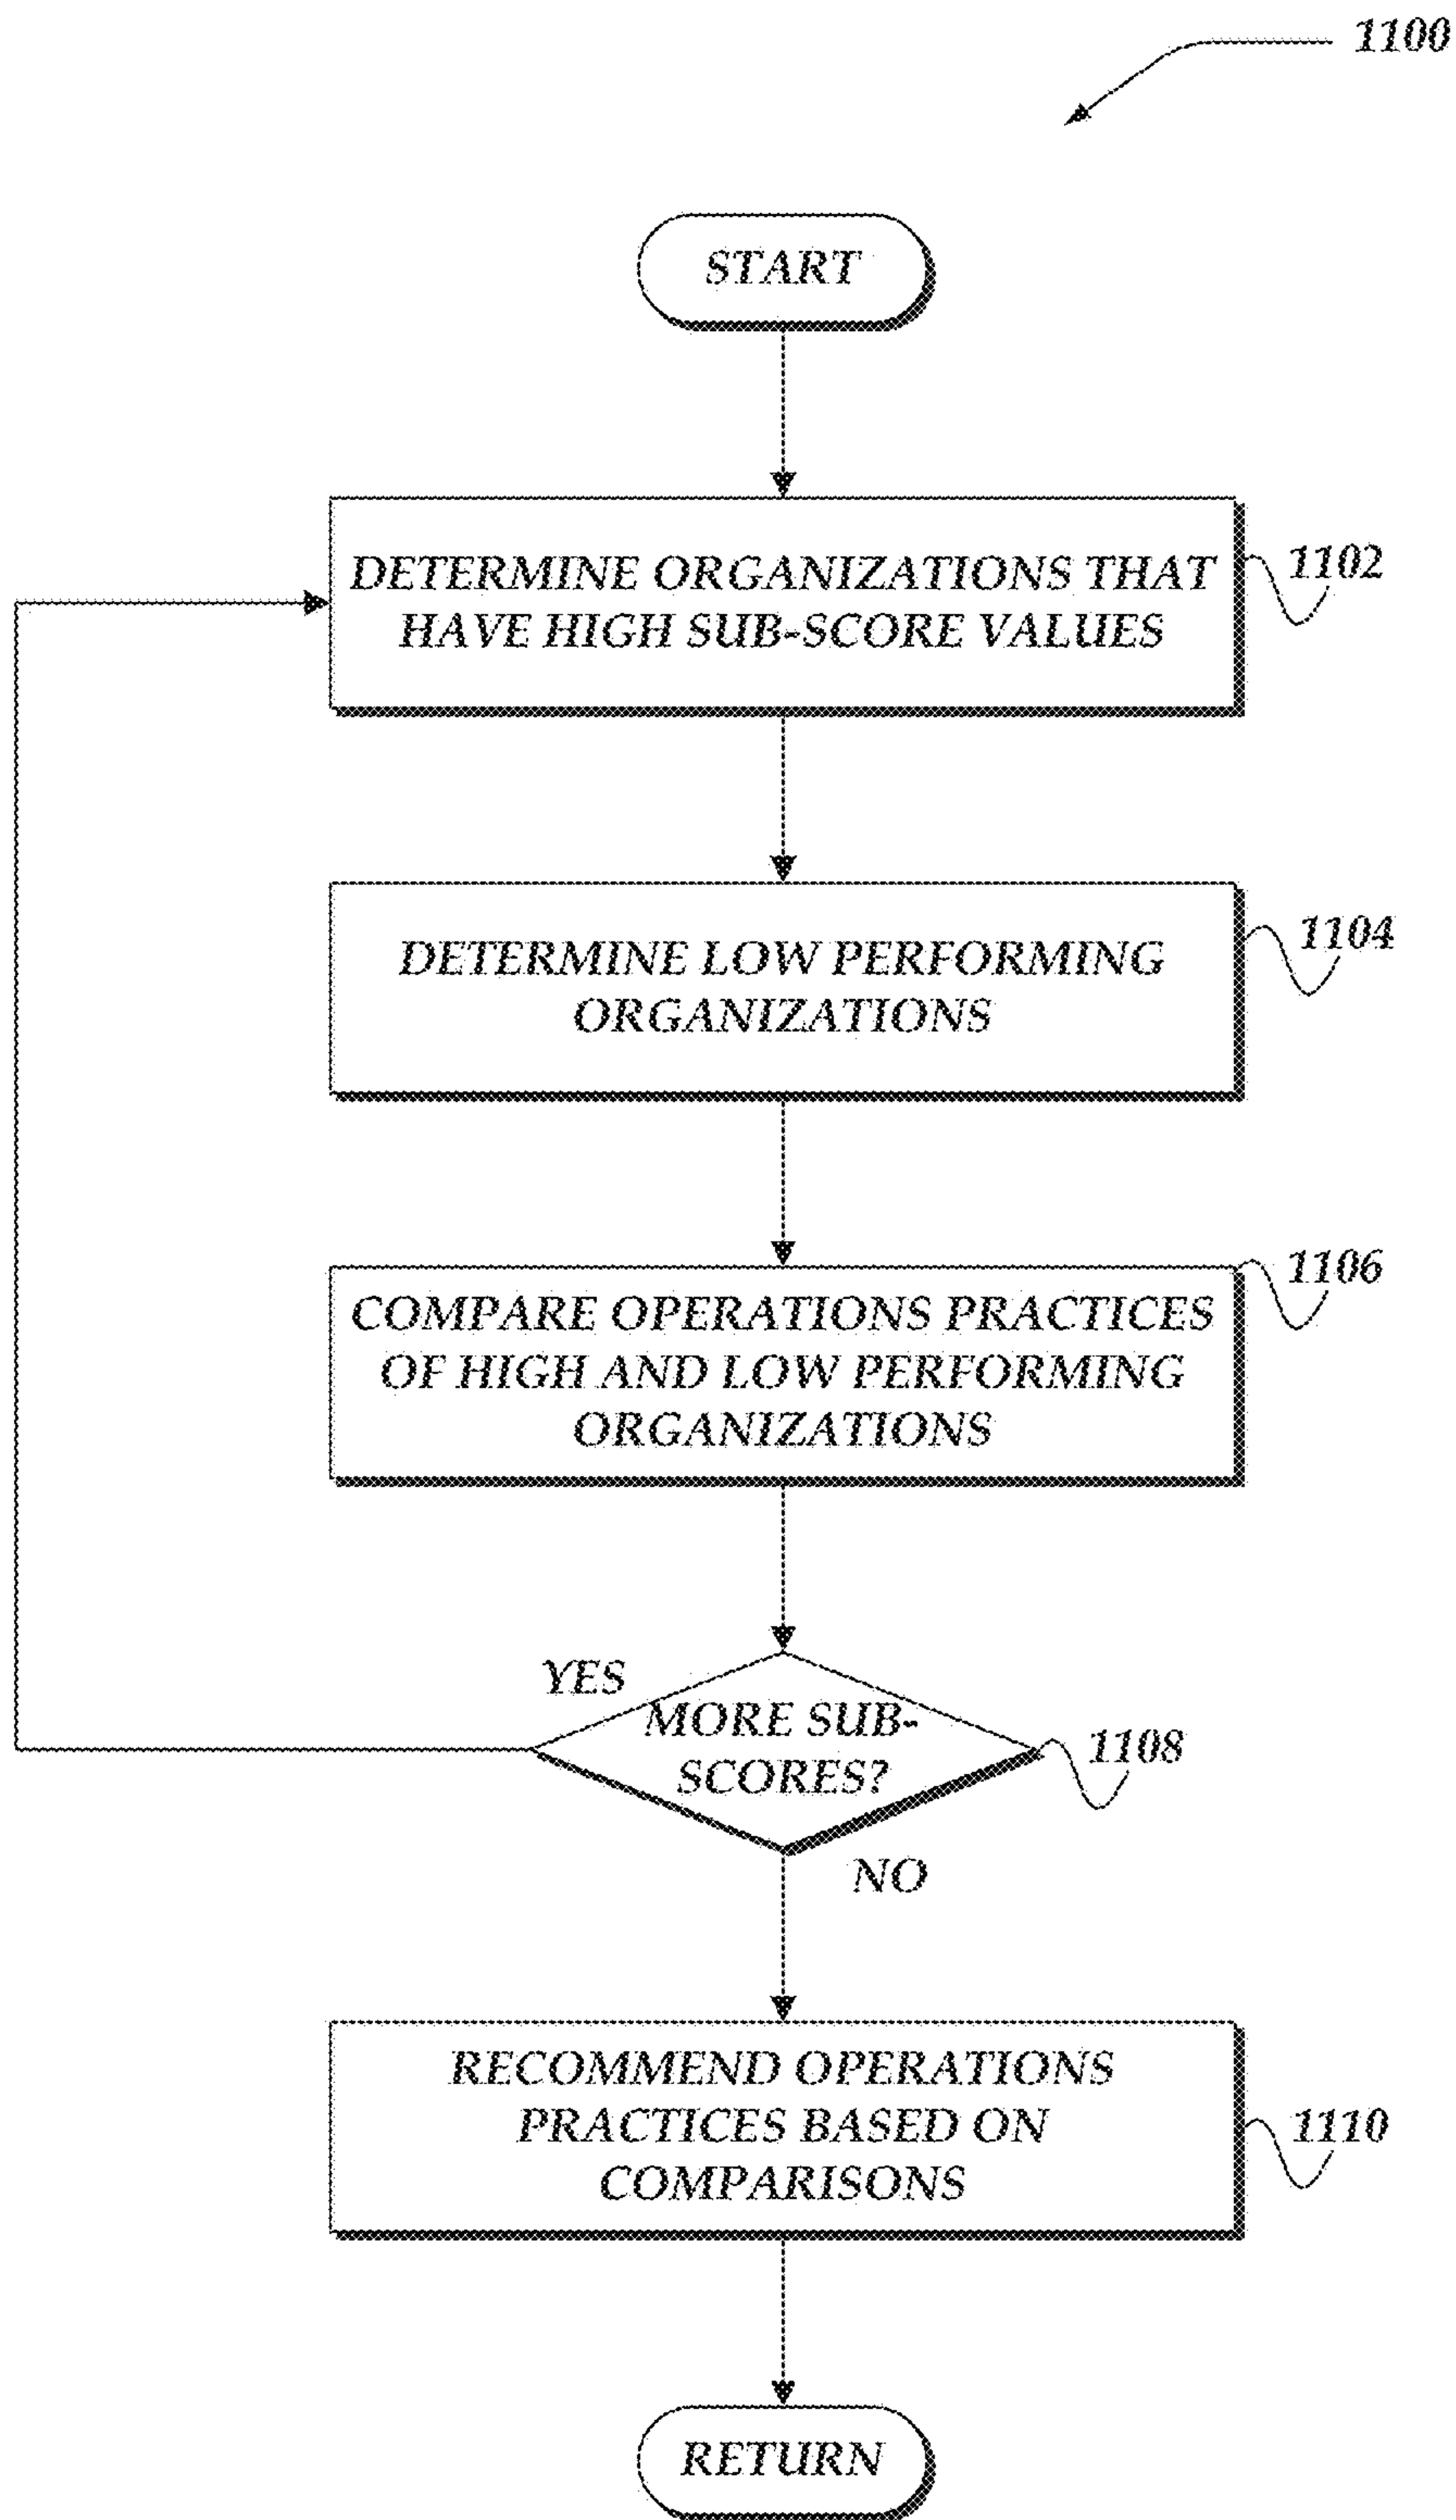 1100
START
DETERMINE ORGANIZATIONS THAT
HAVE HIGH SUB-SCORE VALUES
1102
DETERMINE LOW PERFORMING
ORGANIZATIONS
1104
COMPARE OPERATIONS PRACTICES
OF HIGH AND LOW PERFORMING
ORGANIZATIONS
1106
YES
MORE SUB-
SCORES?
1108
NO
RECOMMEND OPERATIONS
PRACTICES BASED ON
COMPARISONS
1110
RETURN